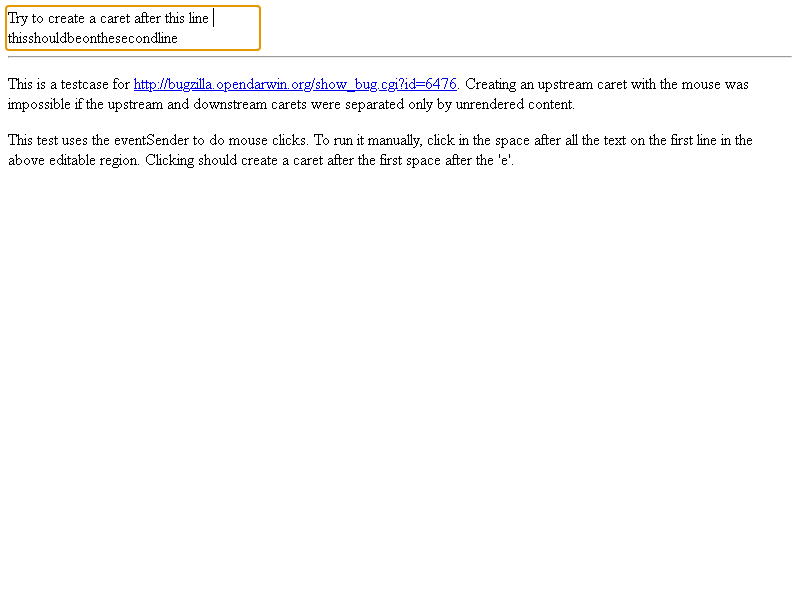 Try to create a caret after this line
thisshouldbeonthesecondline
This is a testcase for http://bugzilla.opendarwin.org/show_bug.cgi?id=6476. Creating an upstream caret with the mouse was
impossible if the upstream and downstream carets were separated only by unrendered content.
This test uses the eventSender to do mouse clicks. To run it manually, click in the space after all the text on the first line in the
above editable region. Clicking should create a caret after the first space after the 'e'.